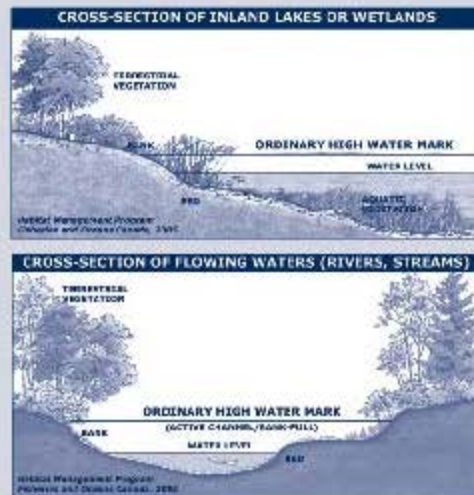 CROSS-SECTION OF INLAND LAKES OR WETLANDS
TERRESTRIAL
VEGETATION
BANK
ORDINARY HIGH WATER MARK
WATER LEVEL
BED
AQUATIC
VEGETATION
Habitat Management Program
Fisheries and Oceans Canada, 2005
CROSS-SECTION OF FLOWING WATERS (RIVERS, STREAMS)
TERRESTRIAL
VEGETATION
ORDINARY HIGH WATER MARK
(ACTIVE CHANNEL/BANK-FULL)
BANK
WATER LEVEL
BED
Habitat Management Program
Fisheries and Oceans Canada, 2005